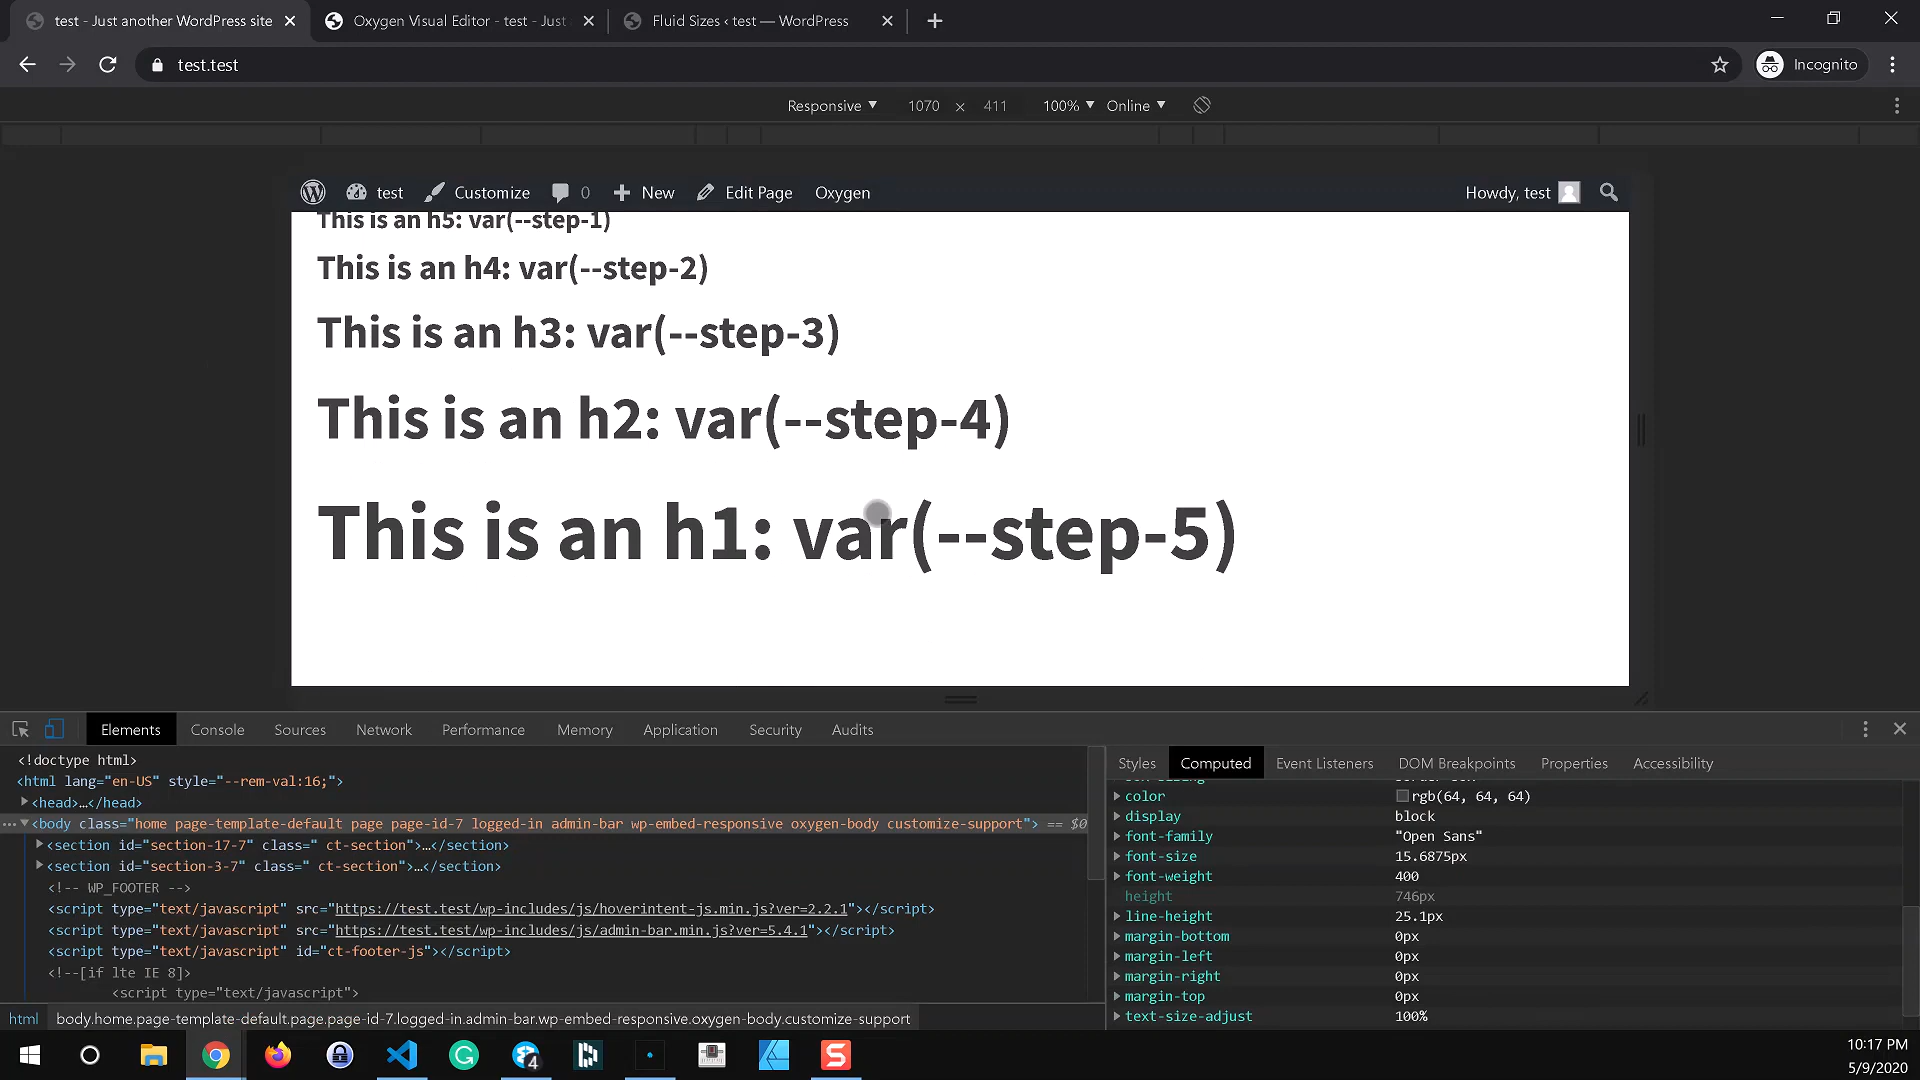 test - Just another WordPress site
Oxygen Visual Editor - test - Just
Fluid Sizes ‹ test — WordPress
test.test
Incognito
Responsive 1070 × 411 100% Online
test Customize 0 New Edit Page Oxygen Howdy, test
This is an h5: var(--step-1)
This is an h4: var(--step-2)
This is an h3: var(--step-3)
This is an h2: var(--step-4)
This is an h1: var(--step-5)
Elements Console Sources Network Performance Memory Application Security Audits
<!doctype html>
<html lang="en-US" style="--rem-val:16;">
<head>…</head>
<body class="home page-template-default page page-id-7 logged-in admin-bar wp-embed-responsive oxygen-body customize-support"> == $0
<section id="section-17-7" class=" ct-section">…</section>
<section id="section-3-7" class=" ct-section">…</section>
<!-- WP_FOOTER -->
<script type="text/javascript" src="https://test.test/wp-includes/js/hoverintent-js.min.js?ver=2.2.1"></script>
<script type="text/javascript" src="https://test.test/wp-includes/js/admin-bar.min.js?ver=5.4.1"></script>
<script type="text/javascript" id="ct-footer-js"></script>
<!--[if lte IE 8]>
<script type="text/javascript">
html body.home.page-template-default.page.page-id-7.logged-in.admin-bar.wp-embed-responsive.oxygen-body.customize-support
Styles Computed Event Listeners DOM Breakpoints Properties Accessibility
color rgb(64, 64, 64)
display block
font-family "Open Sans"
font-size 15.6875px
font-weight 400
height 746px
line-height 25.1px
margin-bottom 0px
margin-left 0px
margin-right 0px
margin-top 0px
text-size-adjust 100%
4
10:17 PM
5/9/2020